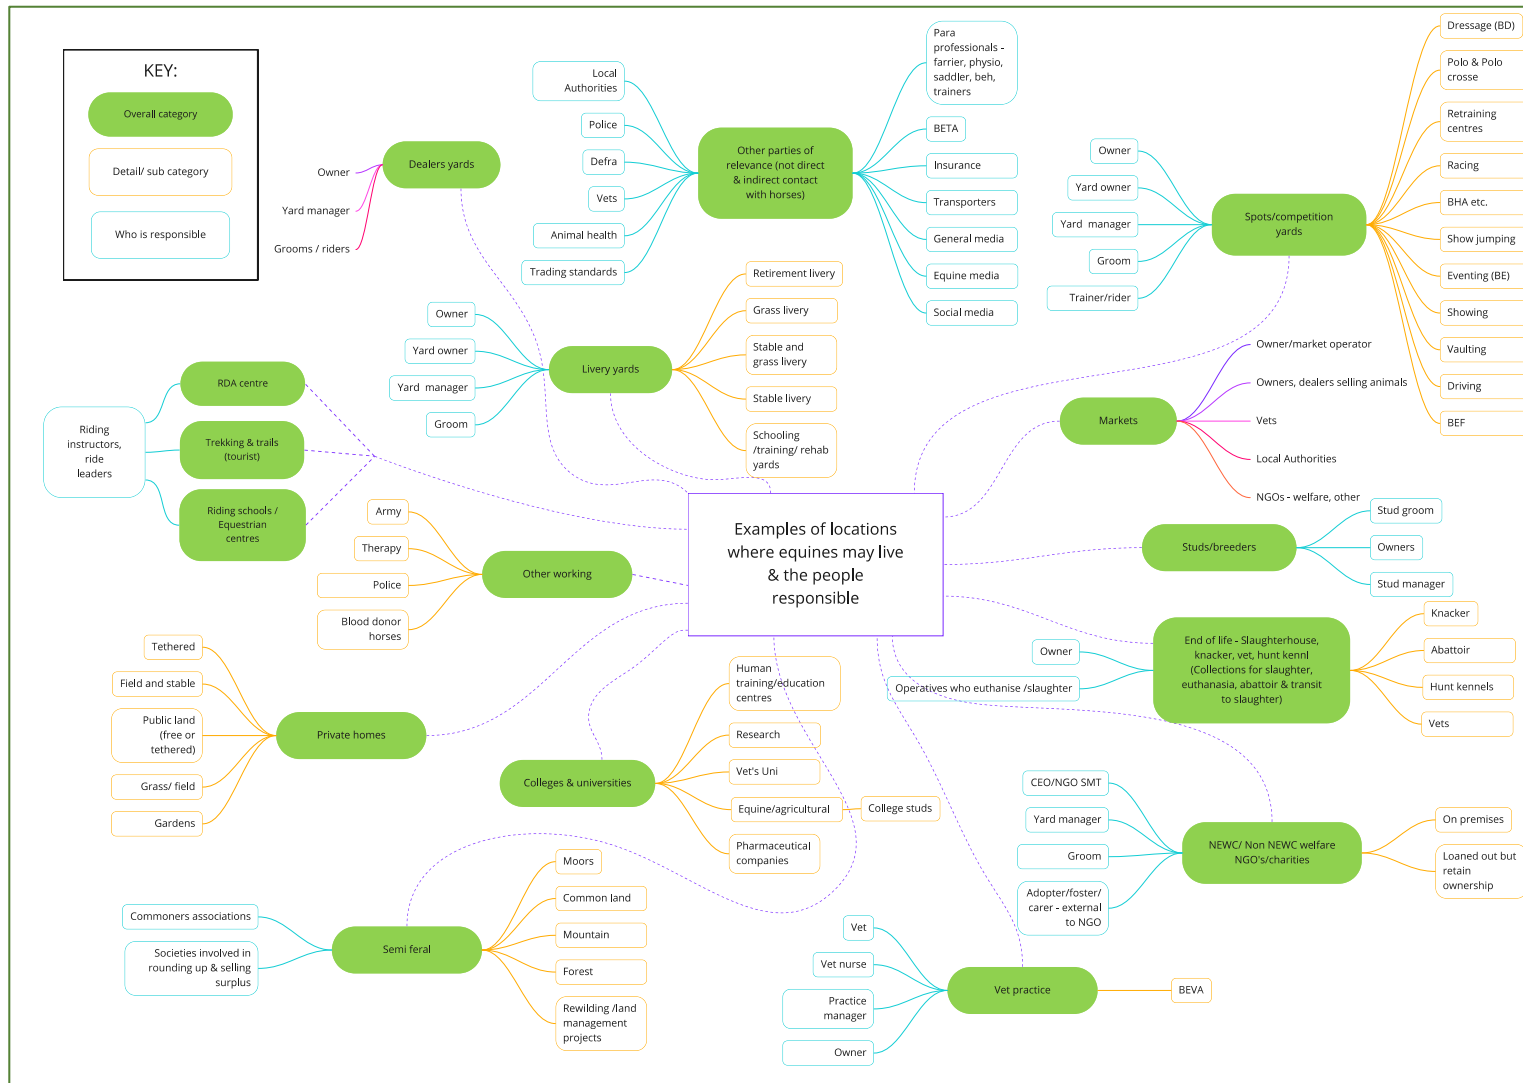 KEY:
Overall category
Detail/ sub category
Who is responsible
Dealers yards
Owner
Yard manager
Grooms / riders
Local
Authorities
Police
Defra
Vets
Animal health
Trading standards
Other parties of
relevance (not direct
& indirect contact
with horses)
Para
professionals -
farrier, physio,
saddler, beh,
trainers
BETA
Insurance
Transporters
General media
Equine media
Social media
Owner
Yard owner
Yard  manager
Groom
Trainer/rider
Spots/competition
yards
Dressage (BD)
Polo & Polo
crosse
Retraining
centres
Racing
BHA etc.
Show jumping
Eventing (BE)
Showing
Vaulting
Driving
BEF
Owner
Yard owner
Yard  manager
Groom
Livery yards
Retirement livery
Grass livery
Stable and
grass livery
Stable livery
Schooling
/training/ rehab
yards
Markets
Owner/market operator
Owners, dealers selling animals
Vets
Local Authorities
NGOs - welfare, other
Riding
instructors,
ride
leaders
RDA centre
Trekking & trails
(tourist)
Riding schools /
Equestrian
centres
Examples of locations
where equines may live
& the people
responsible
Army
Therapy
Police
Blood donor
horses
Other working
Studs/breeders
Stud groom
Owners
Stud manager
Owner
Operatives who euthanise /slaughter
End of life - Slaughterhouse,
knacker, vet, hunt kennl
(Collections for slaughter,
euthanasia, abattoir & transit
to slaughter)
Knacker
Abattoir
Hunt kennels
Vets
Tethered
Field and stable
Public land
(free or
tethered)
Grass/ field
Gardens
Private homes
Colleges & universities
Human
training/education
centres
Research
Vet's Uni
Equine/agricultural
College studs
Pharmaceutical
companies
CEO/NGO SMT
Yard manager
Groom
Adopter/foster/
carer - external
to NGO
NEWC/ Non NEWC welfare
NGO's/charities
On premises
Loaned out but
retain
ownership
Commoners associations
Societies involved in
rounding up & selling
surplus
Semi feral
Moors
Common land
Mountain
Forest
Rewilding /land
management
projects
Vet
Vet nurse
Practice
manager
Owner
Vet practice
BEVA